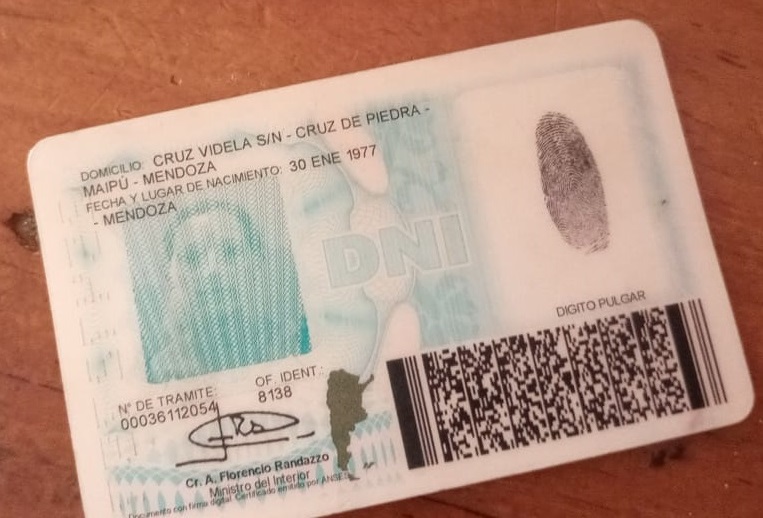 DOMICILIO: CRUZ VIDELA S/N - CRUZ DE PIEDRA -
MAIPÚ - MENDOZA
FECHA Y LUGAR DE NACIMIENTO: 30 ENE 1977
- MENDOZA
DNI
DIGITO PULGAR
N° DE TRAMITE: OF. IDENT.:
00036112054 8138
Cr. A. Florencio Randazzo
Ministro del Interior
Documento con firma digital. Certificado emitido por ANSE